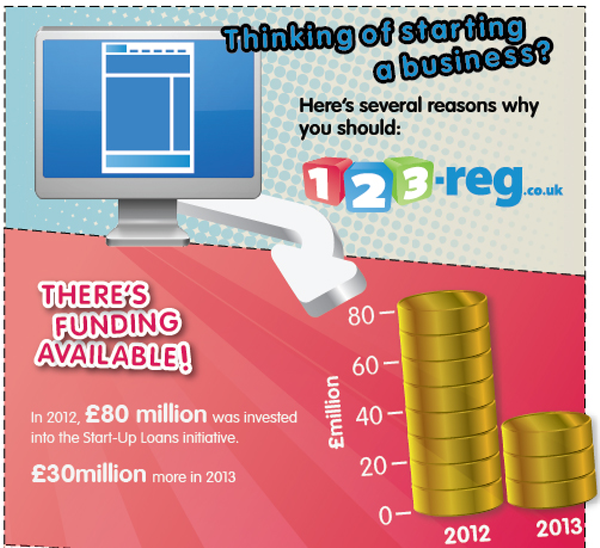 Thinking of starting
a business?
Here's several reasons why
you should:
123-reg.co.uk
THERE'S
FUNDING
AVAILABLE!
In 2012, £80 million was invested
into the Start-Up Loans initiative.
£30million more in 2013
£million
80
60
40
20
0
2012
2013